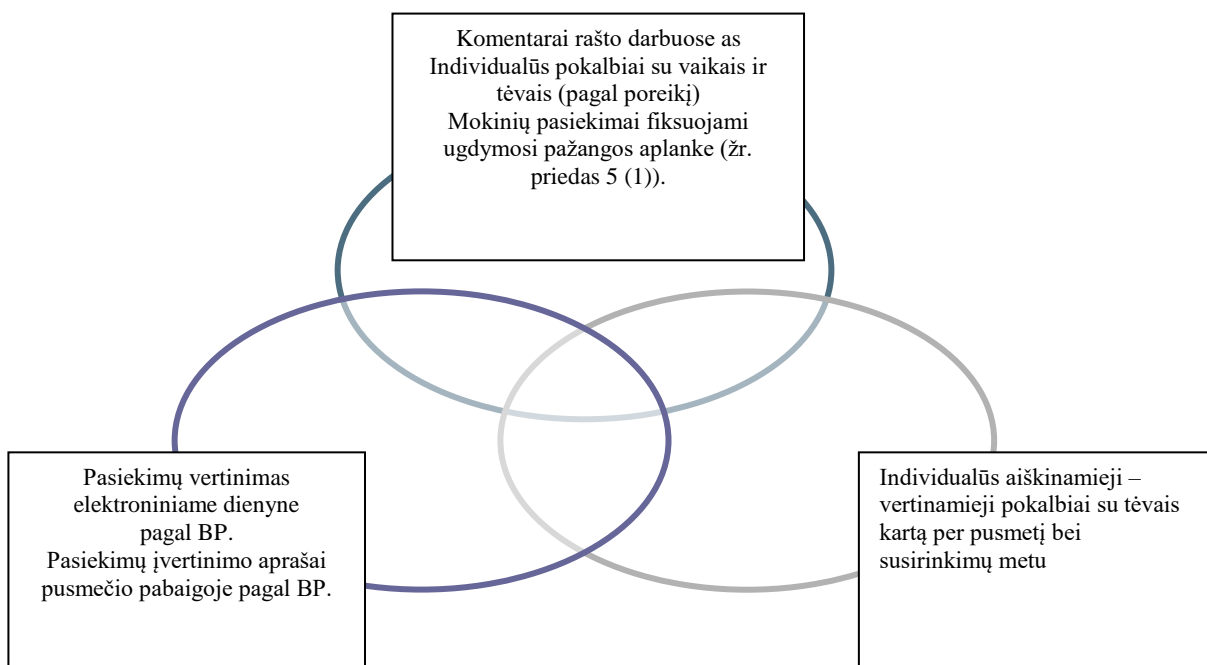 Komentarai rašto darbuose as
Individualūs pokalbiai su vaikais ir
tėvais (pagal poreikį)
Mokinių pasiekimai fiksuojami
ugdymosi pažangos aplanke (žr.
priedas 5 (1)).
Pasiekimų vertinimas
elektroniniame dienyne
pagal BP.
Pasiekimų įvertinimo aprašai
pusmečio pabaigoje pagal BP.
Individualūs aiškinamieji –
vertinamieji pokalbiai su tėvais
kartą per pusmetį bei
susirinkimų metu